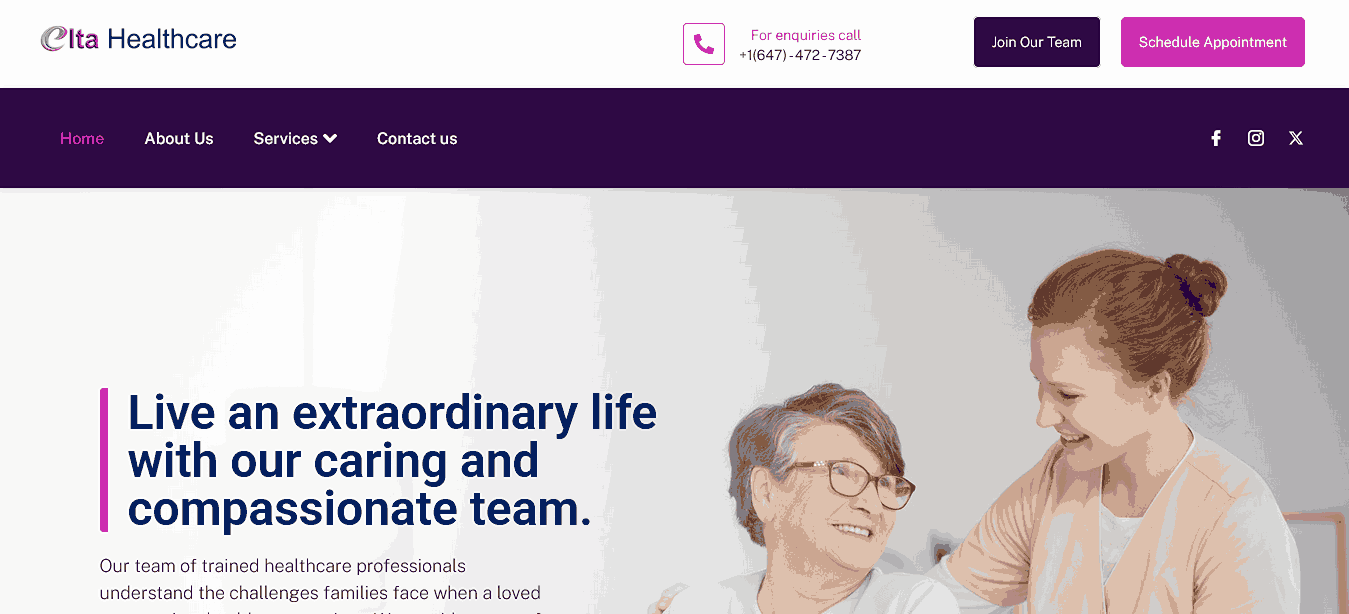 elta Healthcare
For enquiries call
+1(647)-472-7387
Join Our Team
Schedule Appointment
Home
About Us
Services
Contact us
Live an extraordinary life
with our caring and
compassionate team.
Our team of trained healthcare professionals
understand the challenges families face when a loved